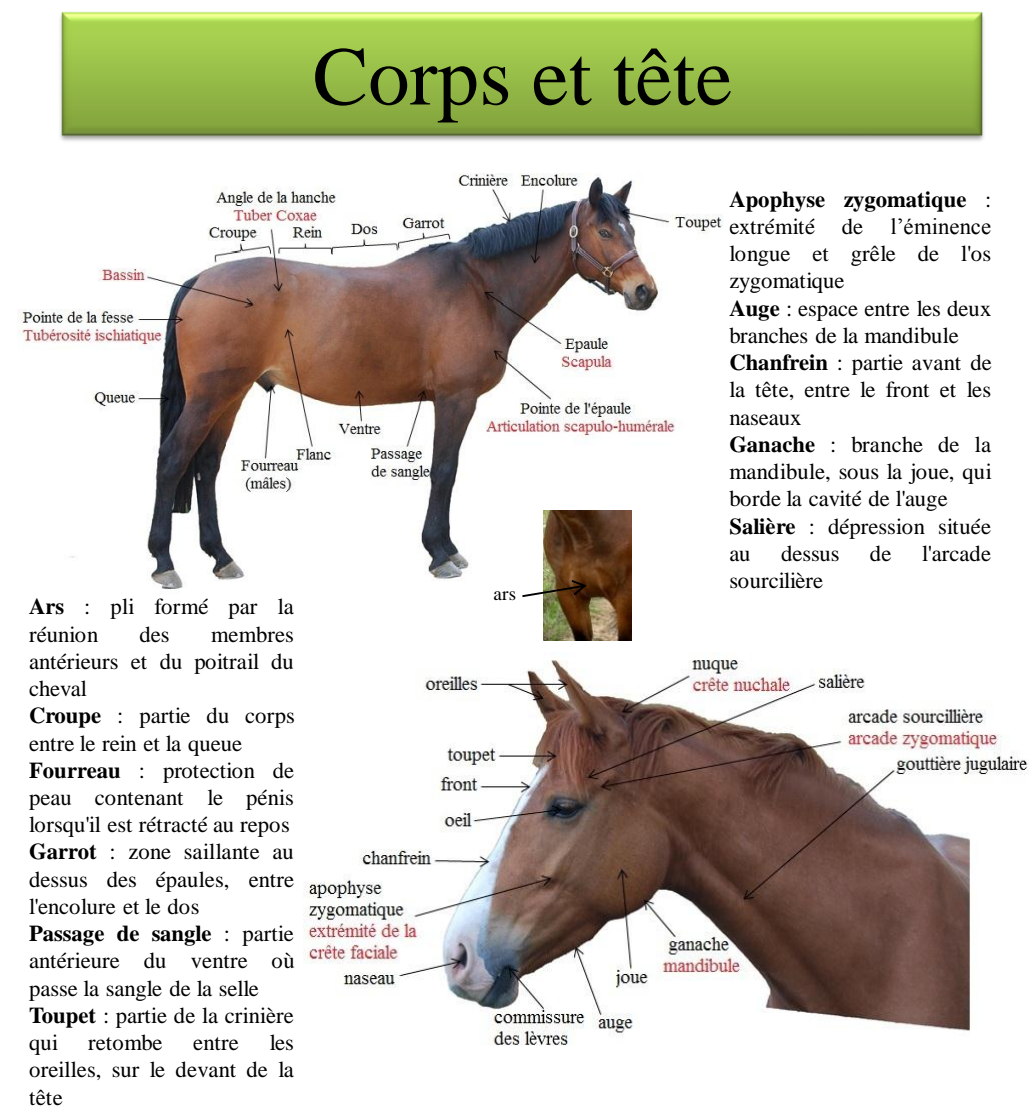 Corps et tête
Crinière
Encolure
Toupet
Angle de la hanche
Tuber Coxae
Croupe
Rein
Dos
Garrot
Bassin
Pointe de la fesse
Tubérosité ischiatique
Queue
Epaule
Scapula
Pointe de l'épaule
Articulation scapulo-humérale
Ventre
Flanc
Passage
de sangle
Fourreau
(mâles)
Apophyse zygomatique :
extrémité de l’éminence
longue et grêle de l'os
zygomatique
Auge : espace entre les deux
branches de la mandibule
Chanfrein : partie avant de
la tête, entre le front et les
naseaux
Ganache : branche de la
mandibule, sous la joue, qui
borde la cavité de l'auge
Salière : dépression située
au dessus de l'arcade
sourcilière
ars
Ars : pli formé par la
réunion des membres
antérieurs et du poitrail du
cheval
Croupe : partie du corps
entre le rein et la queue
Fourreau : protection de
peau contenant le pénis
lorsqu'il est rétracté au repos
Garrot : zone saillante au
dessus des épaules, entre
l'encolure et le dos
Passage de sangle : partie
antérieure du ventre où
passe la sangle de la selle
Toupet : partie de la crinière
qui retombe entre les
oreilles, sur le devant de la
tête
oreilles
nuque
crête nuchale
salière
arcade sourcillière
arcade zygomatique
gouttière jugulaire
toupet
front
oeil
chanfrein
apophyse
zygomatique
extrémité de la
crête faciale
naseau
commissure
des lèvres
auge
joue
ganache
mandibule